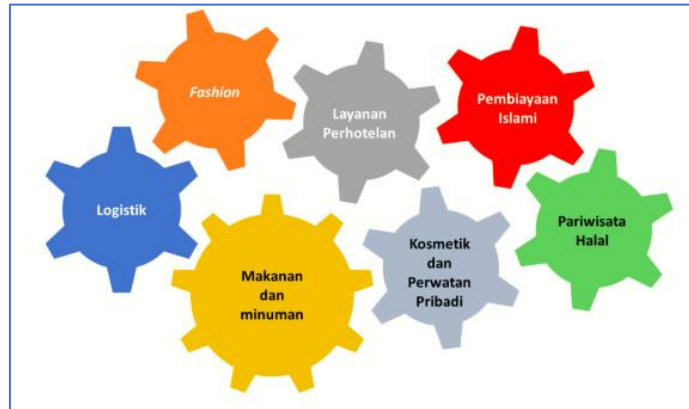 Fashion
Layanan
Perhotelan
Pembiayaan
Islami
Logistik
Makanan
dan
minuman
Kosmetik
dan
Perwatan
Pribadi
Pariwisata
Halal